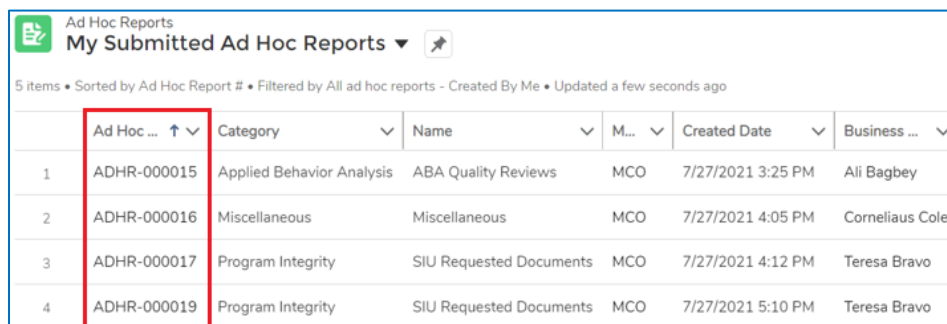 Ad Hoc Reports
My Submitted Ad Hoc Reports
5 items • Sorted by Ad Hoc Report # • Filtered by All ad hoc reports - Created By Me • Updated a few seconds ago
Ad Hoc ... Category Name M... Created Date Business ...
1 ADHR-000015 Applied Behavior Analysis ABA Quality Reviews MCO 7/27/2021 3:25 PM Ali Bagbey
2 ADHR-000016 Miscellaneous Miscellaneous MCO 7/27/2021 4:05 PM Corneliaus Cole
3 ADHR-000017 Program Integrity SIU Requested Documents MCO 7/27/2021 4:12 PM Teresa Bravo
4 ADHR-000019 Program Integrity SIU Requested Documents MCO 7/27/2021 5:10 PM Teresa Bravo